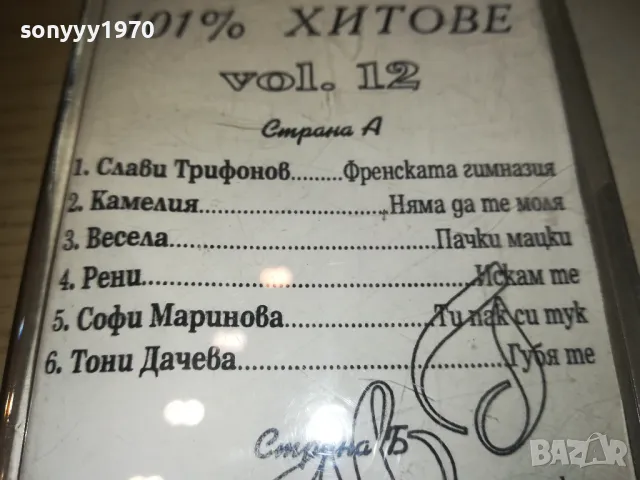 sonyyy1970
101% ХИТОВЕ
vol. 12
Страна А
1. Слави Трифонов.......Френската гимназия
2. Камелия........................Няма да те моля
3. Весела...................................Пачки мацки
4. Рени............................................Искам те
5. Софи Маринова....................Ти пак си тук
6. Тони Дачева....................................Губя те
Страна Б
BAZAR